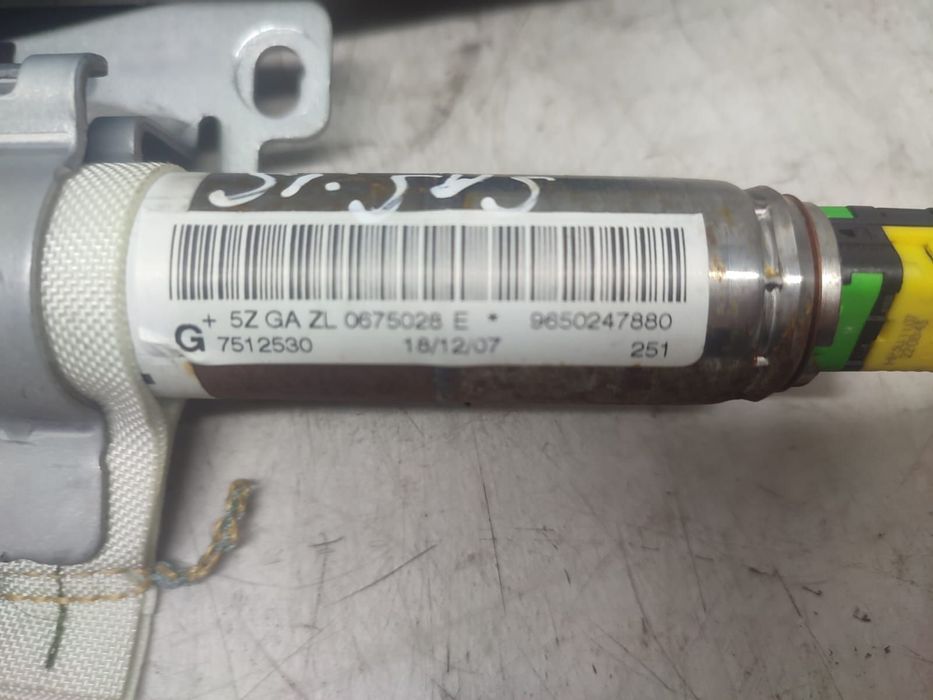 + 5Z GA ZL 0675028 E * 9650247880
G 7512530 18/12/07 251